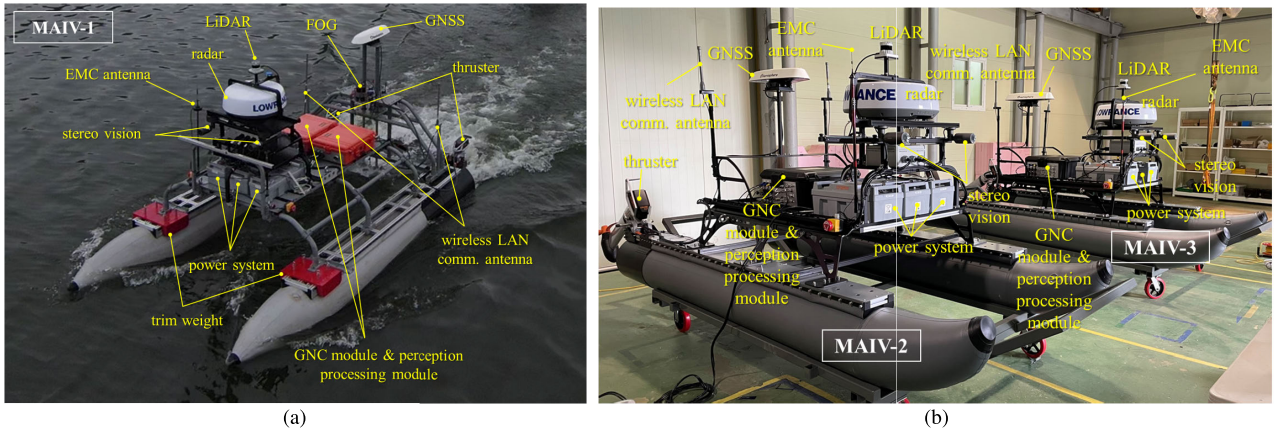 MAIV-1
LiDAR
FOG
GNSS
radar
thruster
EMC antenna
LOWR
stereo vision
power system
wireless LAN
comm. antenna
trim weight
GNC module & perception
processing module
(a)
GNSS
EMC
antenna
LiDAR
wireless LAN
comm. antenna
radar
GNSS
EMC
antenna
LiDAR
radar
wireless LAN
comm. antenna
RANCE
LOWRANCE
thruster
stereo
vision
stereo
vision
power system
power system
GNC
module &
perception
processing
module
GNC
module &
perception
processing
module
MAIV-3
MAIV-2
(b)